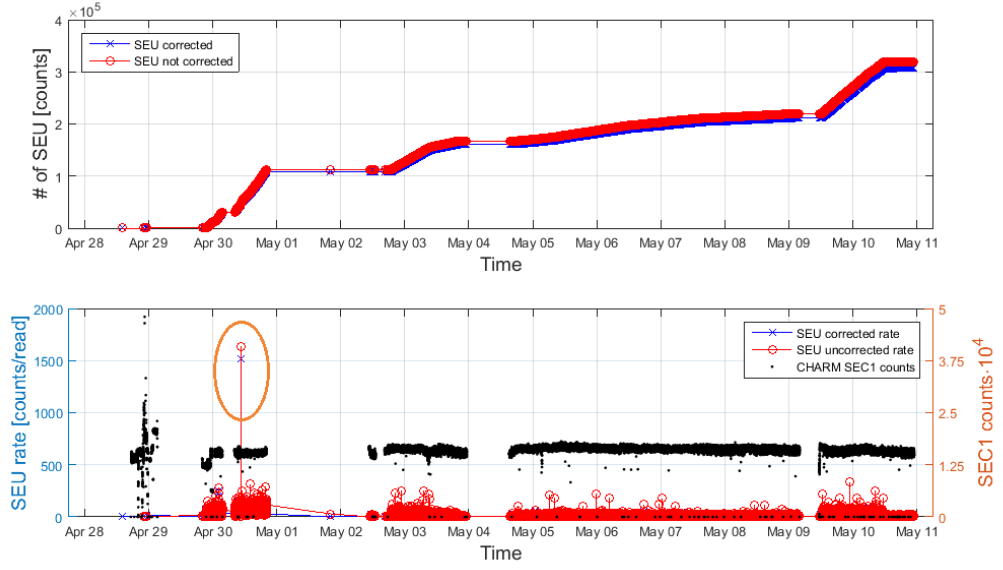 ×10^5
4
3
2
1
0
# of SEU [counts]
SEU corrected
SEU not corrected
Apr 28 Apr 29 Apr 30 May 01 May 02 May 03 May 04 May 05 May 06 May 07 May 08 May 09 May 10 May 11
Time
2000
1500
1000
500
0
SEU rate [counts/read]
SEU corrected rate
SEU uncorrected rate
CHARM SEC1 counts
5
3.75
2.5
1.25
0
SEC1 counts·10^4
Apr 28 Apr 29 Apr 30 May 01 May 02 May 03 May 04 May 05 May 06 May 07 May 08 May 09 May 10 May 11
Time